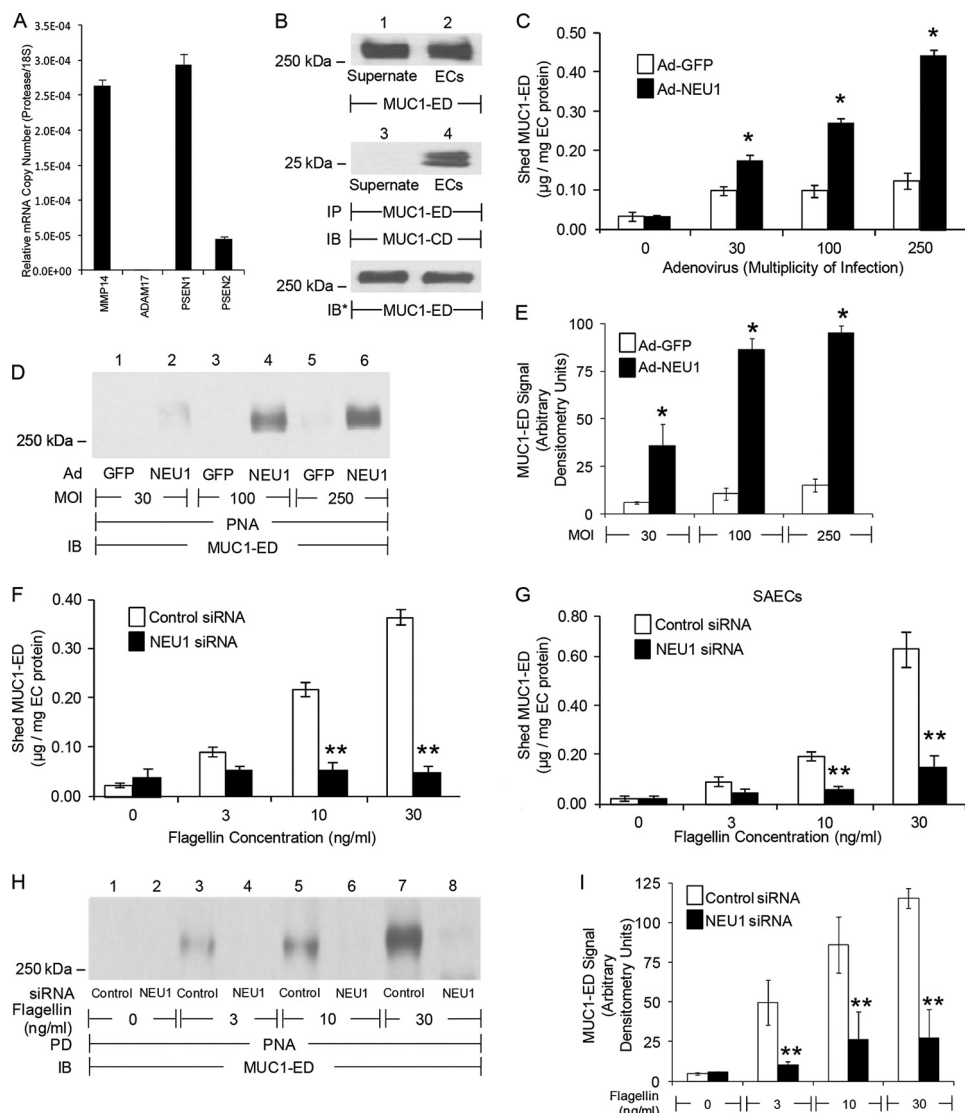 A
Relative mRNA Copy Number (Protease/18S)
3.5E-04
3.0E-04
2.5E-04
2.0E-04
1.5E-04
1.0E-04
5.0E-05
0.0E+00
MMP14
ADAM17
PSEN1
PSEN2
B
1 2
250 kDa
Supernate ECs
MUC1-ED
3 4
25 kDa
Supernate ECs
IP MUC1-ED
IB MUC1-CD
250 kDa
IB* MUC1-ED
C
Shed MUC1-ED
(µg / mg EC protein)
0.50
0.40
0.30
0.20
0.10
0.00
Ad-GFP
Ad-NEU1
* * *
0 30 100 250
Adenovirus (Multiplicity of Infection)
D
1 2 3 4 5 6
250 kDa
Ad GFP NEU1 GFP NEU1 GFP NEU1
MOI 30 100 250
PNA
IB MUC1-ED
E
MUC1-ED Signal
(Arbitrary
Densitometry Units)
100
75
50
25
0
Ad-GFP
Ad-NEU1
* * *
MOI 30 100 250
F
Shed MUC1-ED
(µg / mg EC protein)
0.40
0.30
0.20
0.10
0.00
Control siRNA
NEU1 siRNA
** **
0 3 10 30
Flagellin Concentration (ng/ml)
G
SAECs
Shed MUC1-ED
(µg / mg EC protein)
0.80
0.60
0.40
0.20
0.00
Control siRNA
NEU1 siRNA
** **
0 3 10 30
Flagellin Concentration (ng/ml)
H
1 2 3 4 5 6 7 8
250 kDa
siRNA Control NEU1 Control NEU1 Control NEU1 Control NEU1
Flagellin
(ng/ml) 0 3 10 30
PD PNA
IB MUC1-ED
I
MUC1-ED Signal
(Arbitrary
Densitometry Units)
125
100
75
50
25
0
Control siRNA
NEU1 siRNA
** ** **
Flagellin
(ng/ml) 0 3 10 30